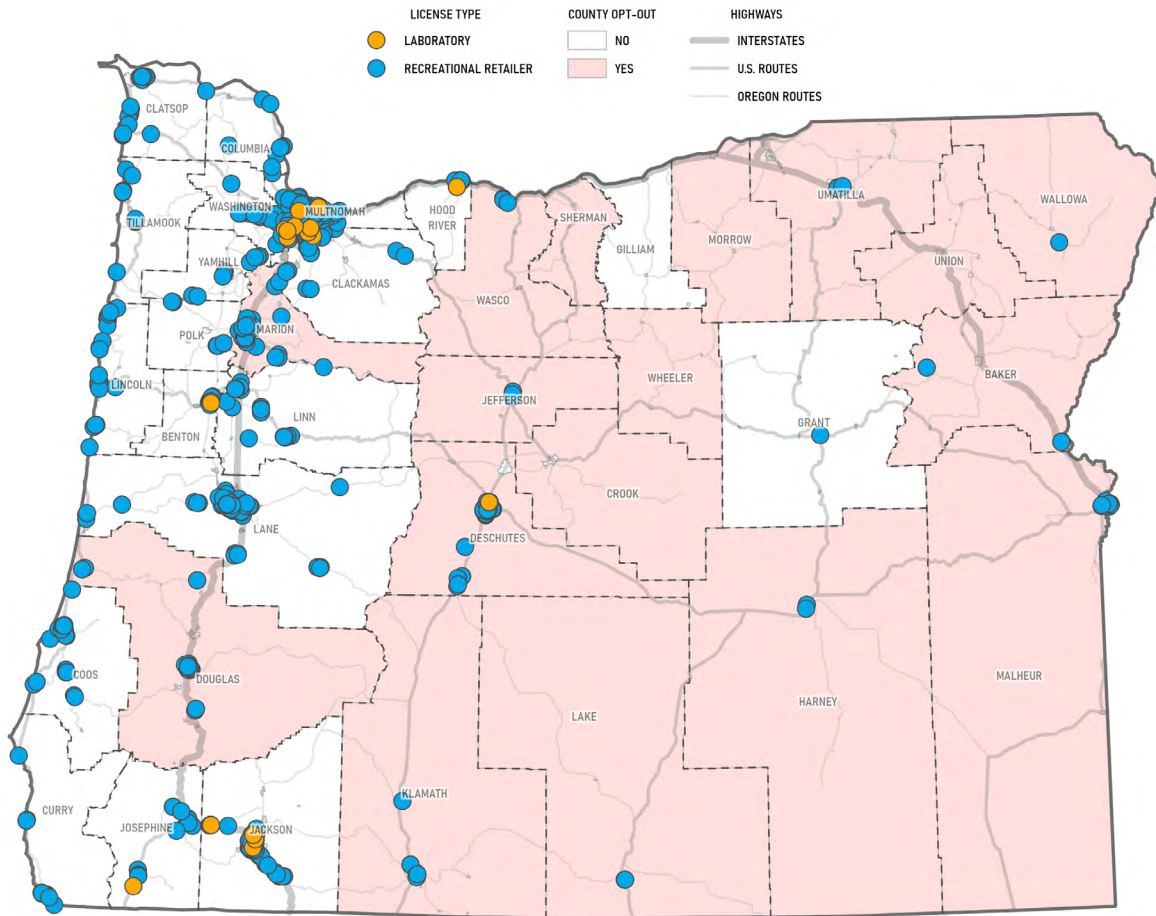 LICENSE TYPE
LABORATORY
RECREATIONAL RETAILER
COUNTY OPT-OUT
NO
YES
HIGHWAYS
INTERSTATES
U.S. ROUTES
OREGON ROUTES
CLATSOP
COLUMBIA
WASHINGTON
MULTNOMAH
TILLAMOOK
HOOD
RIVER
SHERMAN
GILLIAM
MORROW
UMATILLA
WALLOWA
UNION
YAMHILL
CLACKAMAS
WASCO
POLK
MARION
LINCOLN
JEFFERSON
WHEELER
BAKER
LINN
BENTON
GRANT
CROOK
LANE
DESCHUTES
COOS
DOUGLAS
MALHEUR
HARNEY
LAKE
KLAMATH
CURRY
JOSEPHINE
JACKSON